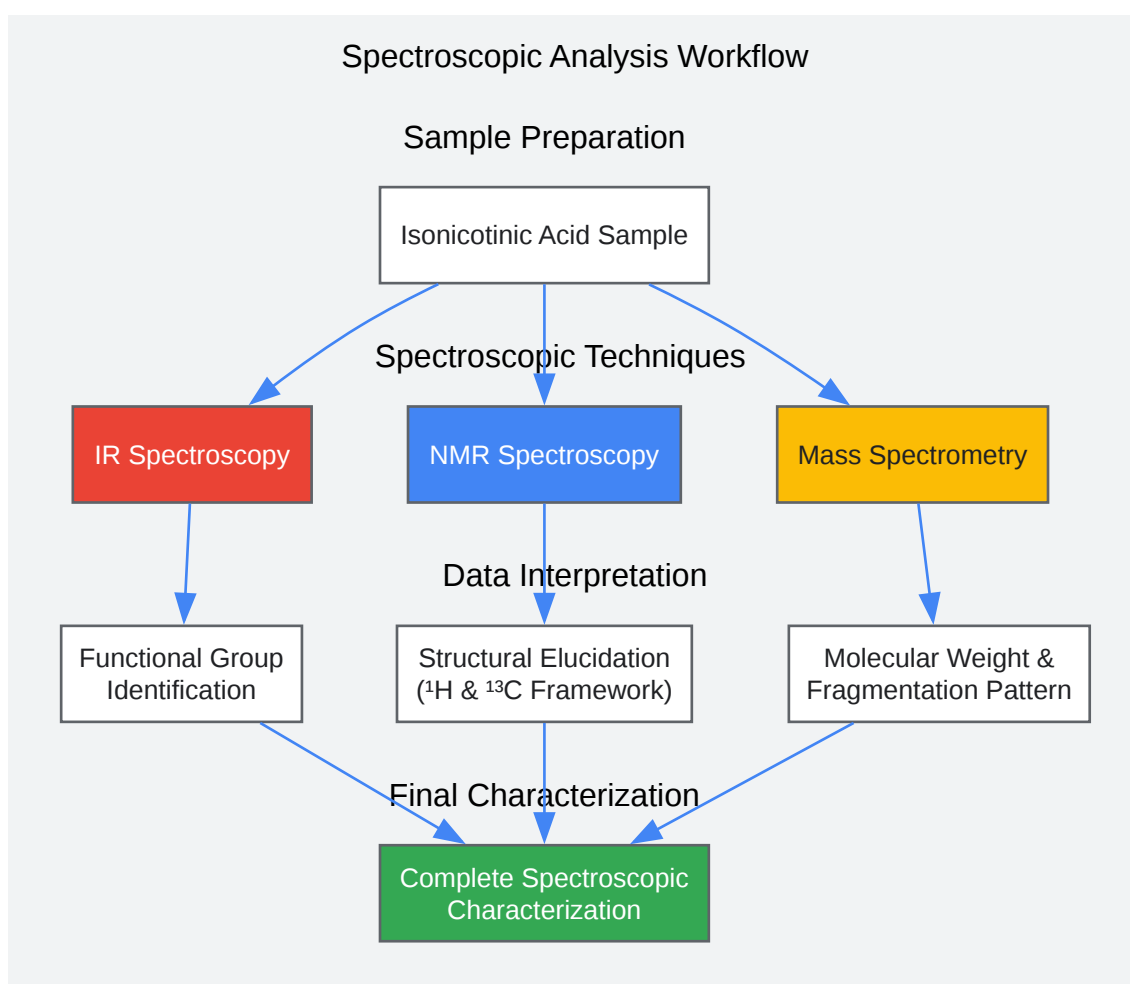 Spectroscopic Analysis Workflow
Sample Preparation
Isonicotinic Acid Sample
Spectroscopic Techniques
IR Spectroscopy
NMR Spectroscopy
Mass Spectrometry
Data Interpretation
Functional Group
Identification
Structural Elucidation
(¹H & ¹³C Framework)
Molecular Weight &
Fragmentation Pattern
Final Characterization
Complete Spectroscopic
Characterization